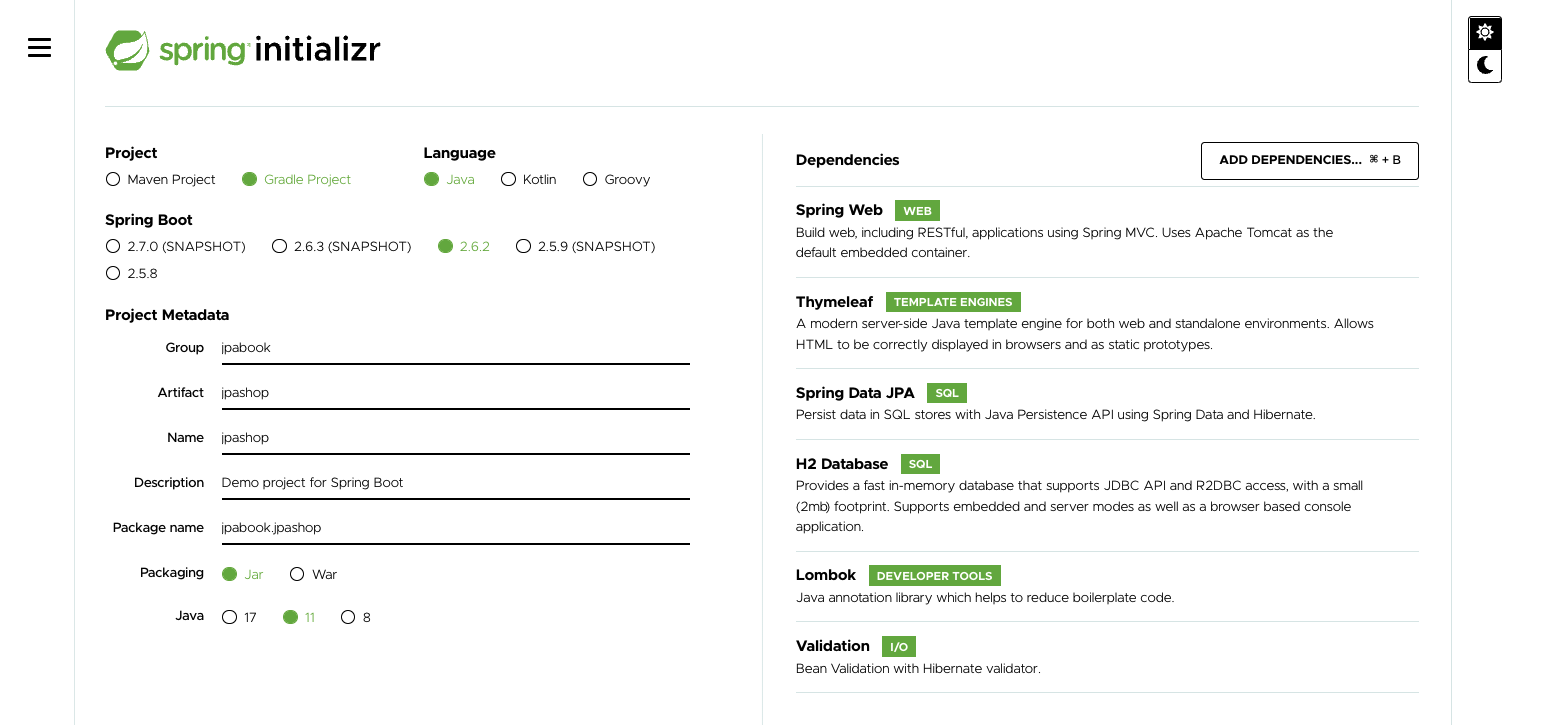 spring initializr
Project
Maven Project Gradle Project
Language
Java Kotlin Groovy
Spring Boot
2.7.0 (SNAPSHOT) 2.6.3 (SNAPSHOT) 2.6.2 2.5.9 (SNAPSHOT)
2.5.8
Project Metadata
Group jpabook
Artifact jpashop
Name jpashop
Description Demo project for Spring Boot
Package name jpabook.jpashop
Packaging Jar War
Java 17 11 8
Dependencies ADD DEPENDENCIES... ⌘ + B
Spring Web WEB
Build web, including RESTful, applications using Spring MVC. Uses Apache Tomcat as the
default embedded container.
Thymeleaf TEMPLATE ENGINES
A modern server-side Java template engine for both web and standalone environments. Allows
HTML to be correctly displayed in browsers and as static prototypes.
Spring Data JPA SQL
Persist data in SQL stores with Java Persistence API using Spring Data and Hibernate.
H2 Database SQL
Provides a fast in-memory database that supports JDBC API and R2DBC access, with a small
(2mb) footprint. Supports embedded and server modes as well as a browser based console
application.
Lombok DEVELOPER TOOLS
Java annotation library which helps to reduce boilerplate code.
Validation I/O
Bean Validation with Hibernate validator.